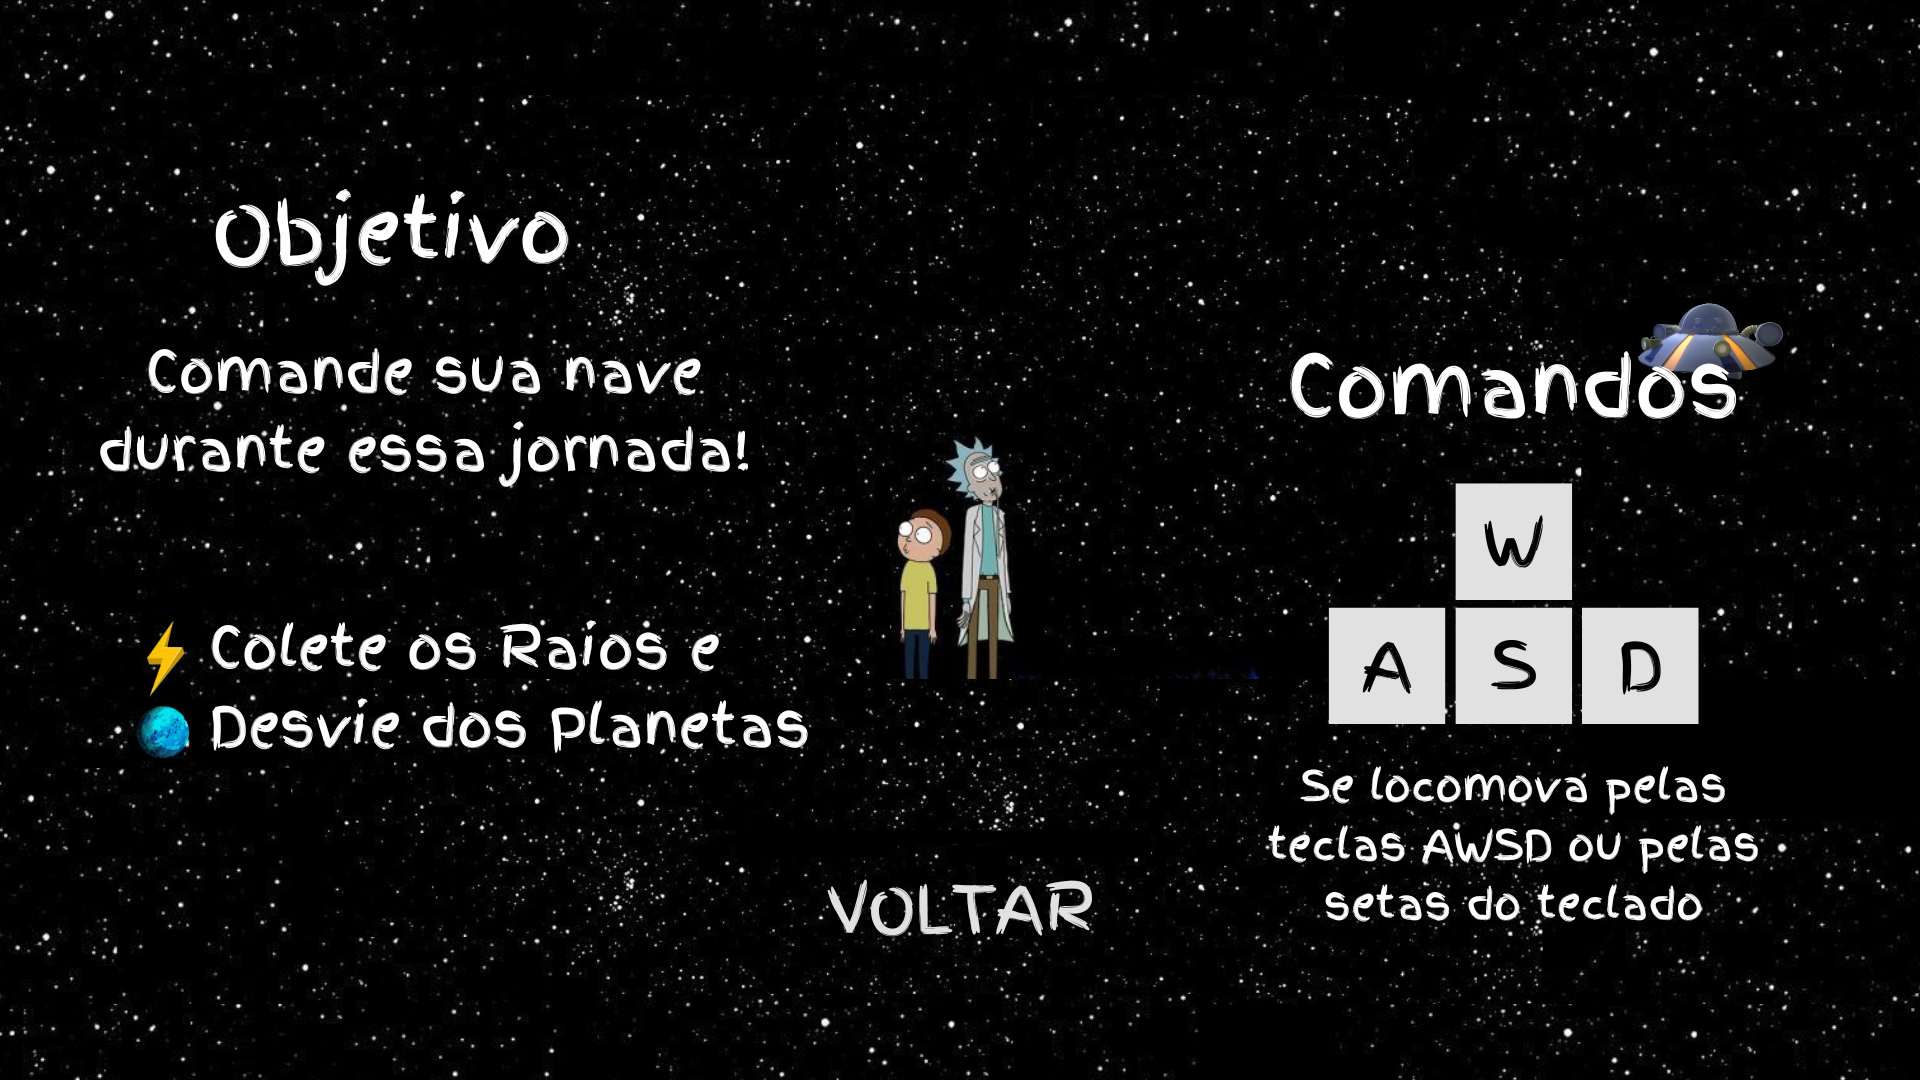 Objetivo
Comande sua nave
durante essa jornada!
Colete os Raios e
Desvie dos Planetas
Comandos
W
A S D
Se locomova pelas
teclas AWSD ou pelas
setas do teclado
VOLTAR